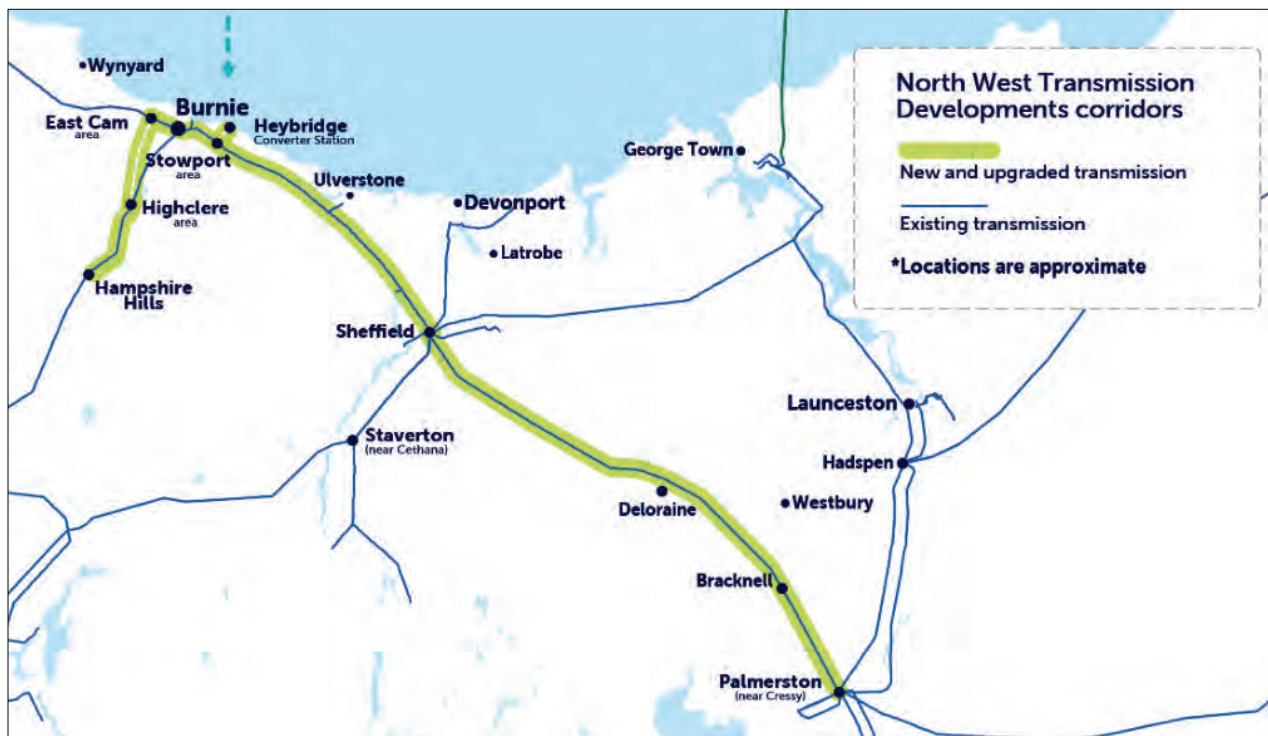 Wynyard
Burnie
East Cam
area
Heybridge
Converter Station
Stowport
area
Ulverstone
Highclere
area
Devonport
Latrobe
George Town
Hampshire
Hills
Sheffield
Staverton
(near Cethana)
Launceston
Hadspen
Westbury
Deloraine
Bracknell
Palmerston
(near Cressy)
North West Transmission
Developments corridors
New and upgraded transmission
Existing transmission
*Locations are approximate